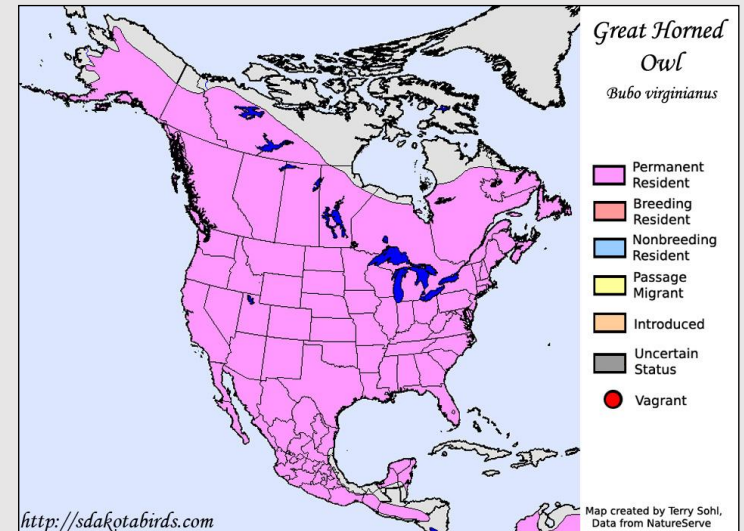 Great Horned
Owl
Bubo virginianus
Permanent
Resident
Breeding
Resident
Nonbreeding
Resident
Passage
Migrant
Introduced
Uncertain
Status
Vagrant
http://sdakotabirds.com
Map created by Terry Sohl,
Data from NatureServe